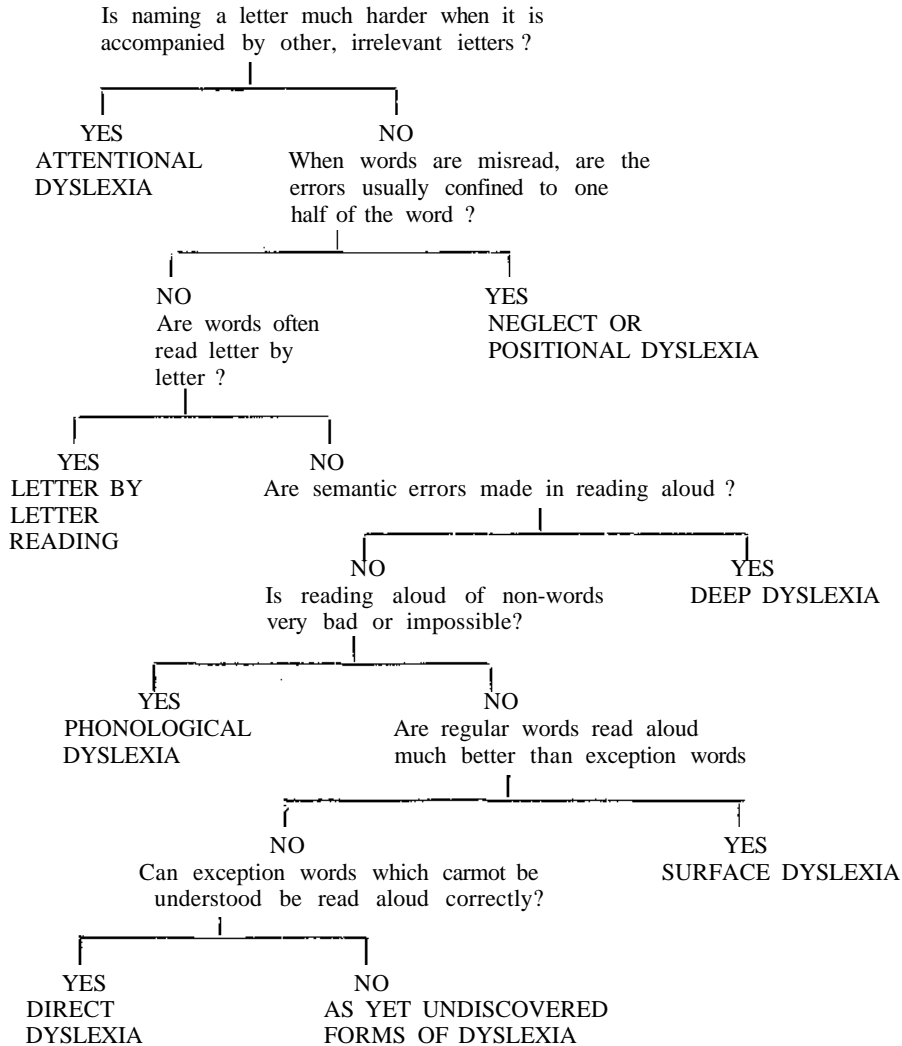 Is naming a letter much harder when it is
accompanied by other, irrelevant ietters ?
YES
ATTENTIONAL
DYSLEXIA
NO
When words are misread, are the
errors usually confined to one
half of the word ?
NO
Are words often
read letter by
letter ?
YES
NEGLECT OR
POSITIONAL DYSLEXIA
YES
LETTER BY
LETTER
READING
NO
Are semantic errors made in reading aloud ?
NO
Is reading aloud of non-words
very bad or impossible?
YES
DEEP DYSLEXIA
YES
PHONOLOGICAL
DYSLEXIA
NO
Are regular words read aloud
much better than exception words
NO
Can exception words which carmot be
understood be read aloud correctly?
YES
SURFACE DYSLEXIA
YES
DIRECT
DYSLEXIA
NO
AS YET UNDISCOVERED
FORMS OF DYSLEXIA